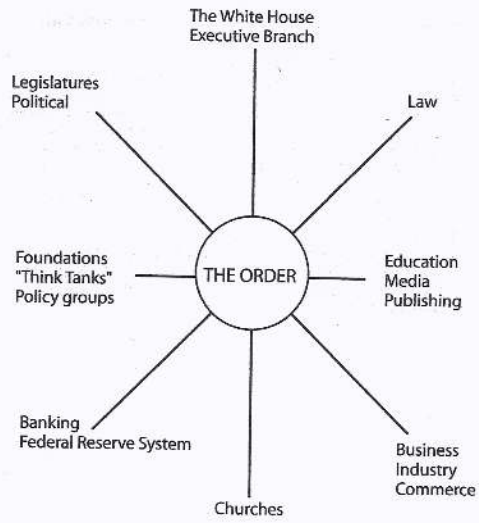 The White House
Executive Branch
Legislatures
Political
Law
Foundations
"Think Tanks"
Policy groups
THE ORDER
Education
Media
Publishing
Banking
Federal Reserve System
Business
Industry
Commerce
Churches